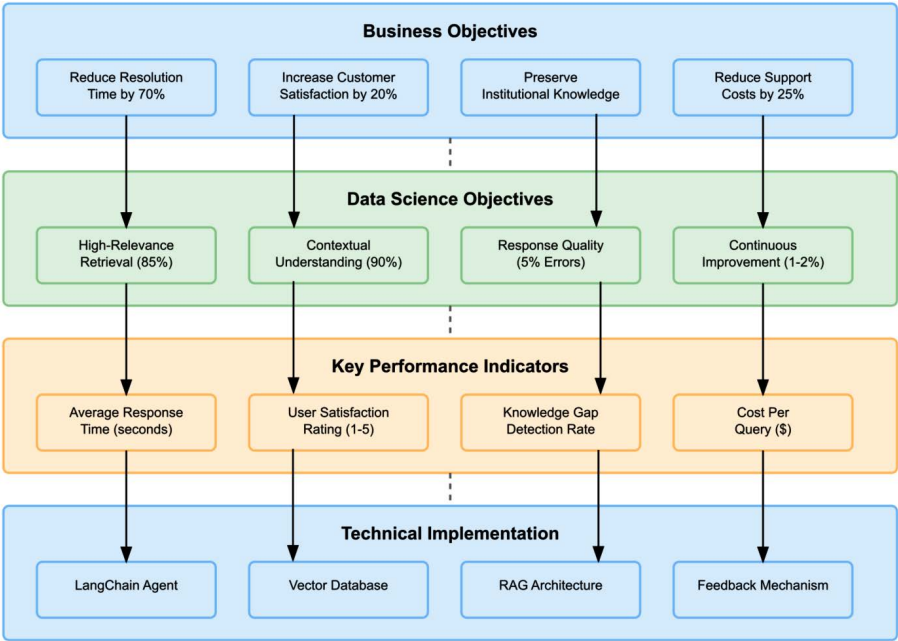 Business Objectives
Reduce Resolution
Time by 70%
Increase Customer
Satisfaction by 20%
Preserve
Institutional Knowledge
Reduce Support
Costs by 25%
Data Science Objectives
High-Relevance
Retrieval (85%)
Contextual
Understanding (90%)
Response Quality
(5% Errors)
Continuous
Improvement (1-2%)
Key Performance Indicators
Average Response
Time (seconds)
User Satisfaction
Rating (1-5)
Knowledge Gap
Detection Rate
Cost Per
Query ($)
Technical Implementation
LangChain Agent
Vector Database
RAG Architecture
Feedback Mechanism